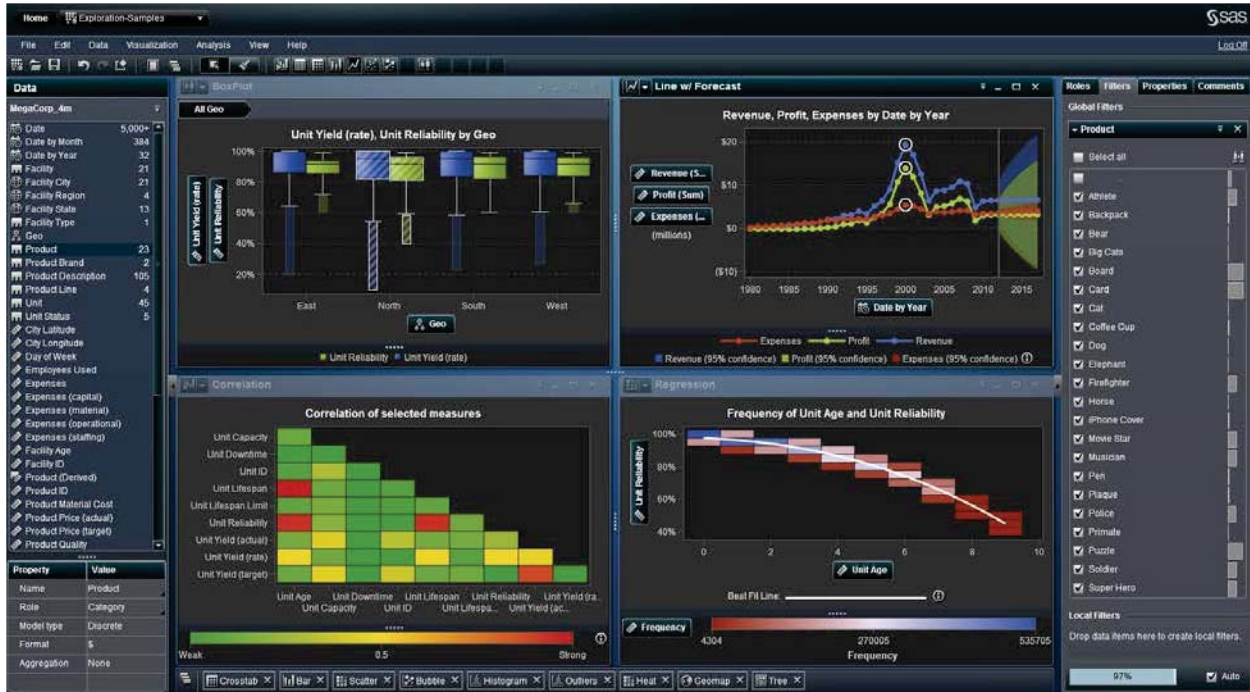 Home Exploration-Samples
sas
File Edit Data Visualization Analysis View Help
Log Off
Data
MegaCorp_4m
Date 5,000+
Date by Month 384
Date by Year 32
Facility 21
Facility City 21
Facility Region 4
Facility State 13
Facility Type 1
Geo
Product 23
Product Brand 2
Product Description 105
Product Line 4
Unit 45
Unit Status 5
City Latitude
City Longitude
Day of Week
Employees Used
Expenses
Expenses (capital)
Expenses (material)
Expenses (operational)
Expenses (staffing)
Facility Age
Facility ID
Product (Derived)
Product ID
Product Material Cost
Product Price (actual)
Product Price (target)
Product Quality
Property Value
Name Product
Role Category
Model type Discrete
Format $
Aggregation None
BoxPlot
All Geo
Unit Yield (rate), Unit Reliability by Geo
Unit Yield (rate)
Unit Reliability
100%
80%
60%
40%
20%
East North South West
Geo
Unit Reliability Unit Yield (rate)
Line w/ Forecast
Revenue, Profit, Expenses by Date by Year
Revenue (S...
Profit (Sum)
Expenses (...
(millions)
$20
$10
$0
($10)
1980 1985 1990 1995 2000 2005 2010 2015
Date by Year
Expenses Profit Revenue
Revenue (95% confidence) Profit (95% confidence) Expenses (95% confidence)
Correlation
Correlation of selected measures
Unit Capacity
Unit Downtime
Unit ID
Unit Lifespan
Unit Lifespan Limit
Unit Reliability
Unit Yield (actual)
Unit Yield (rate)
Unit Yield (target)
Unit Age Unit Downtime Unit Lifespan Unit Reliability Unit Yield (ra...
Unit Capacity Unit ID Unit Lifespa... Unit Yield (ac...
Weak 0.5 Strong
Regression
Frequency of Unit Age and Unit Reliability
Unit Reliability
100%
80%
60%
40%
0 2 4 6 8 10
Unit Age
Best Fit Line:
Frequency
4304 270005 535705
Frequency
Roles Filters Properties Comments
Global Filters
Product
Select all
Athlete
Backpack
Bear
Big Cats
Board
Card
Cat
Coffee Cup
Dog
Elephant
Firefighter
Horse
iPhone Cover
Movie Star
Musician
Pen
Plaque
Police
Primate
Puzzle
Soldier
Super Hero
Local Filters
Drop data items here to create local filters.
97% Auto
Crosstab Bar Scatter Bubble Histogram Outliers Heat Geomap Tree